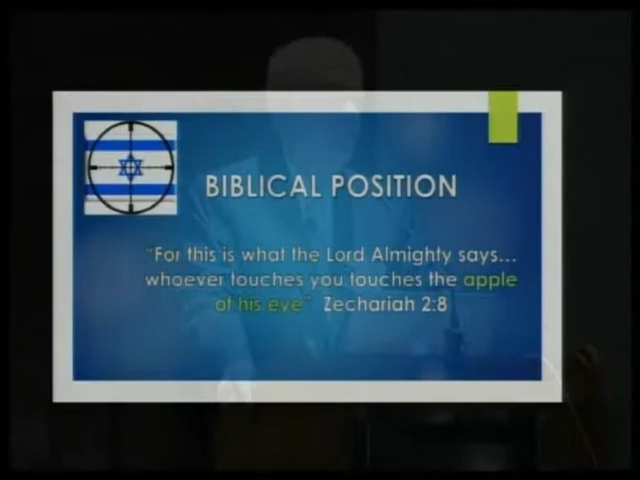 BIBLICAL POSITION
"For this is what the Lord Almighty says...
whoever touches you touches the apple
of his eye" Zechariah 2:8